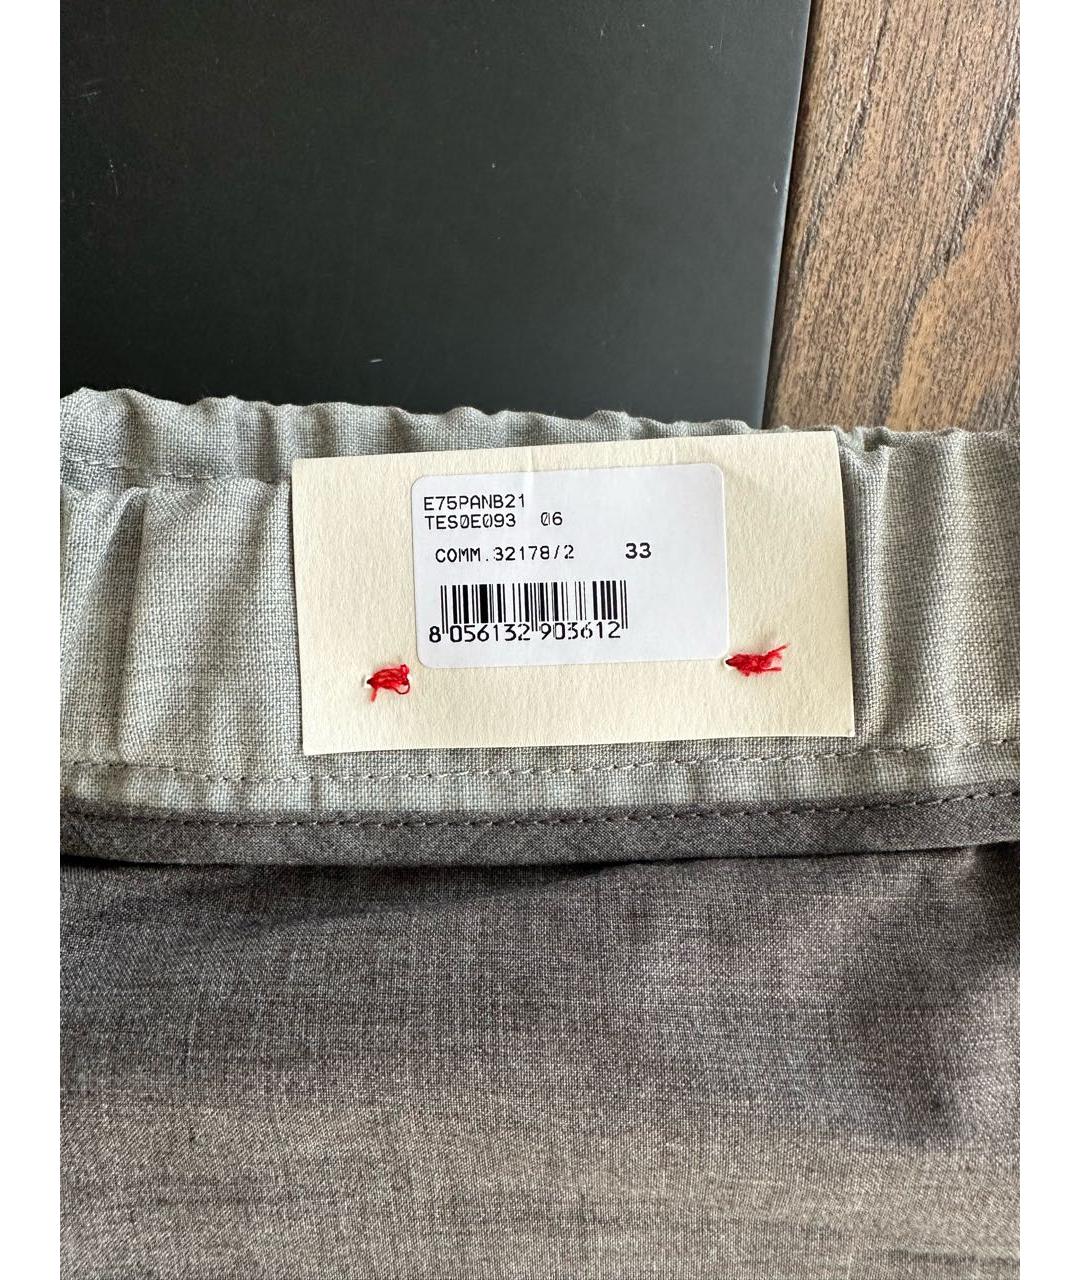 E75PANB21
TES0E093 06
COMM.32178/2 33
8 056132 903612